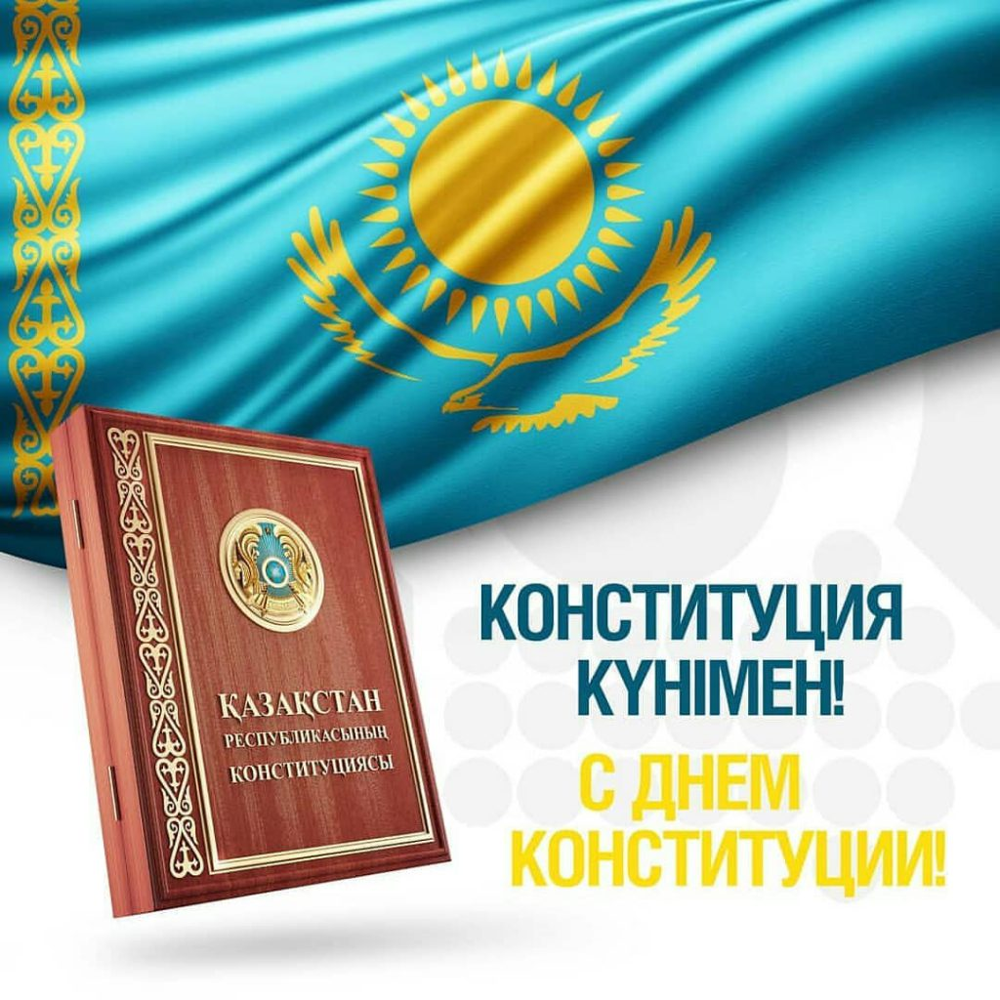 ҚАЗАҚСТАН
РЕСПУБЛИКАСЫНЫҢ
КОНСТИТУЦИЯСЫ
КОНСТИТУЦИЯ
КҮНІМЕН!
С ДНЕМ
КОНСТИТУЦИИ!